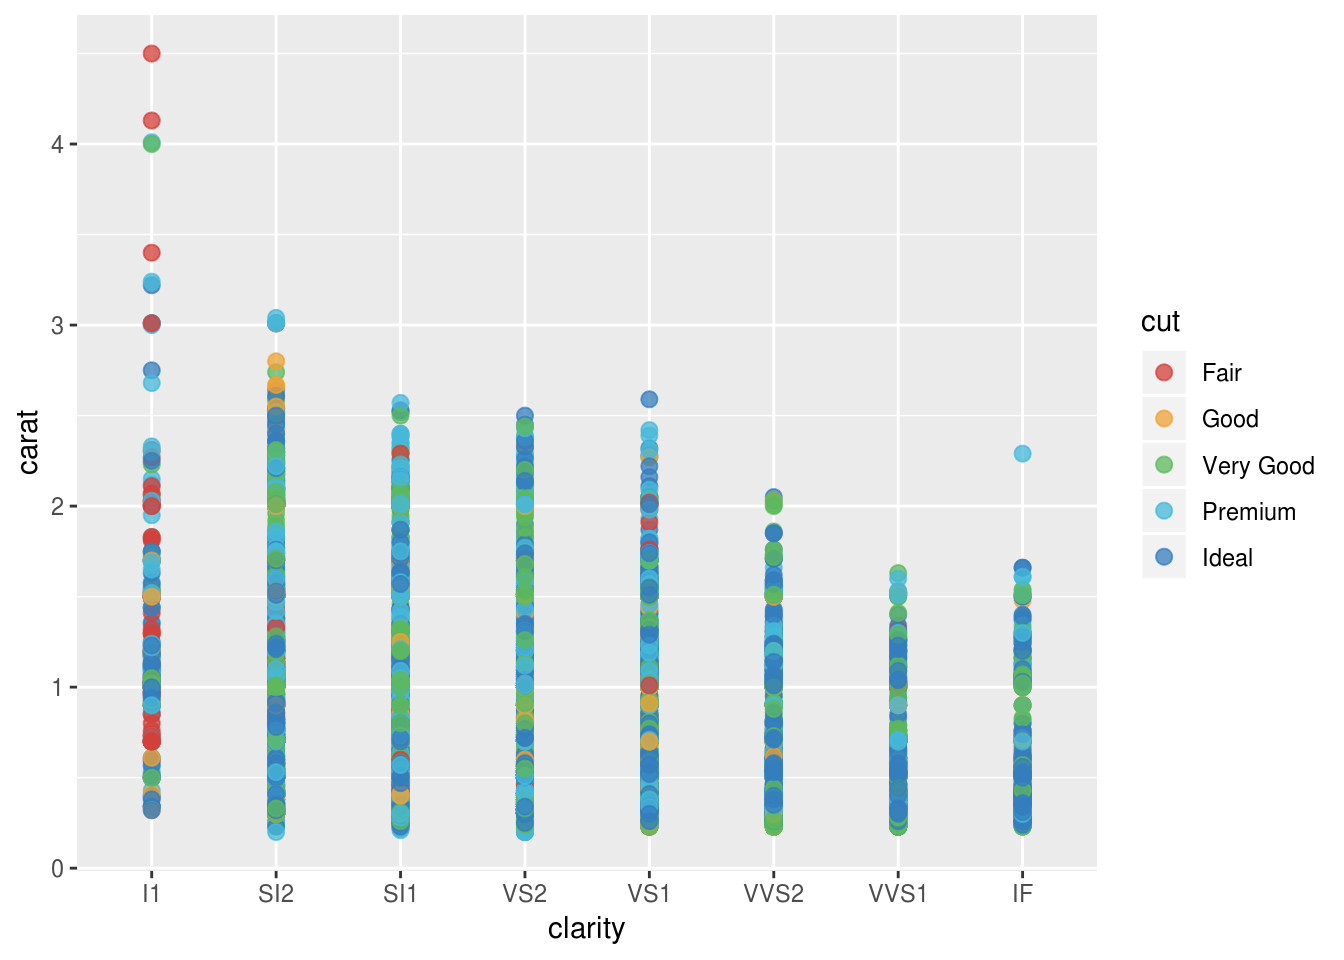 4
3
2
1
0
carat
I1 SI2 SI1 VS2 VS1 VVS2 VVS1 IF
clarity
cut
Fair
Good
Very Good
Premium
Ideal